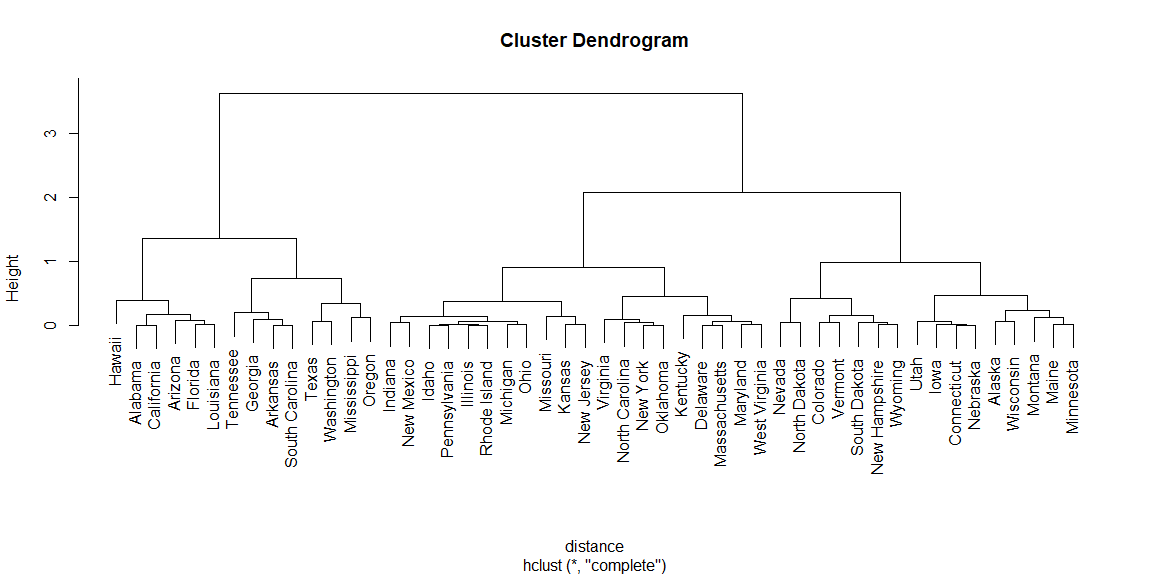 Cluster Dendrogram
Height
0
1
2
3
Hawaii
Alabama
California
Arizona
Florida
Louisiana
Tennessee
Georgia
Arkansas
South Carolina
Texas
Washington
Mississippi
Oregon
Indiana
New Mexico
Idaho
Pennsylvania
Illinois
Rhode Island
Michigan
Ohio
Missouri
Kansas
New Jersey
Virginia
North Carolina
New York
Oklahoma
Kentucky
Delaware
Massachusetts
Maryland
West Virginia
Nevada
North Dakota
Colorado
Vermont
South Dakota
New Hampshire
Wyoming
Utah
Iowa
Connecticut
Nebraska
Alaska
Wisconsin
Montana
Maine
Minnesota
distance
hclust (*, "complete")